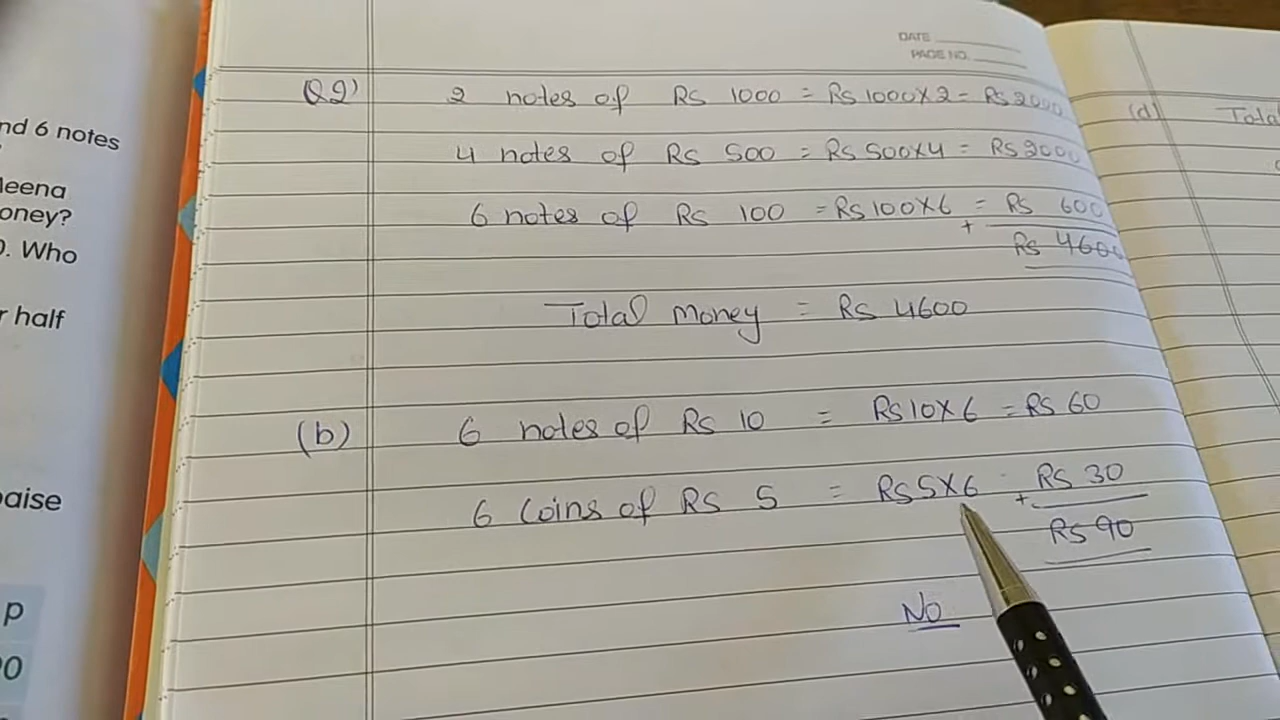 DATE
PAGE NO.
nd 6 notes
eena
oney?
. Who
r half
aise
p
Q2)
2 notes of Rs 1000 = Rs 1000X2 = Rs 2000
4 notes of Rs 500 = Rs 500X4 = Rs 2000
6 notes of Rs 100 = Rs 100X6 = Rs 600
+
Rs 4600
Total money = Rs 4600
(b)
6 notes of Rs 10 = Rs 10X6 = Rs 60
6 Coins of Rs 5 = Rs 5X6 Rs 30
+
Rs 90
No
(d)
Total